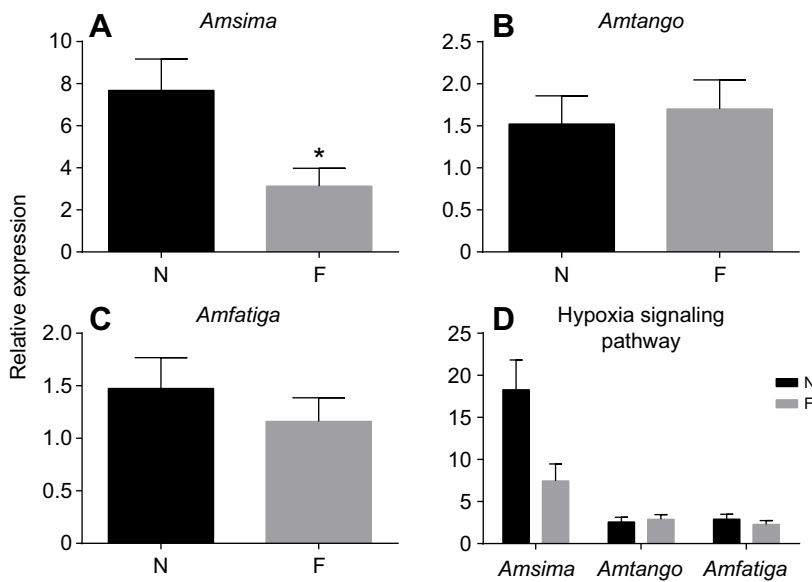 A
Amsima
10
8
6
4
2
0
*
N
F
B
Amtango
2.5
2.0
1.5
1.0
0.5
0
N
F
Relative expression
C
Amfatiga
2.0
1.5
1.0
0.5
0
N
F
D
Hypoxia signaling
pathway
25
20
15
10
5
0
N
F
Amsima
Amtango
Amfatiga